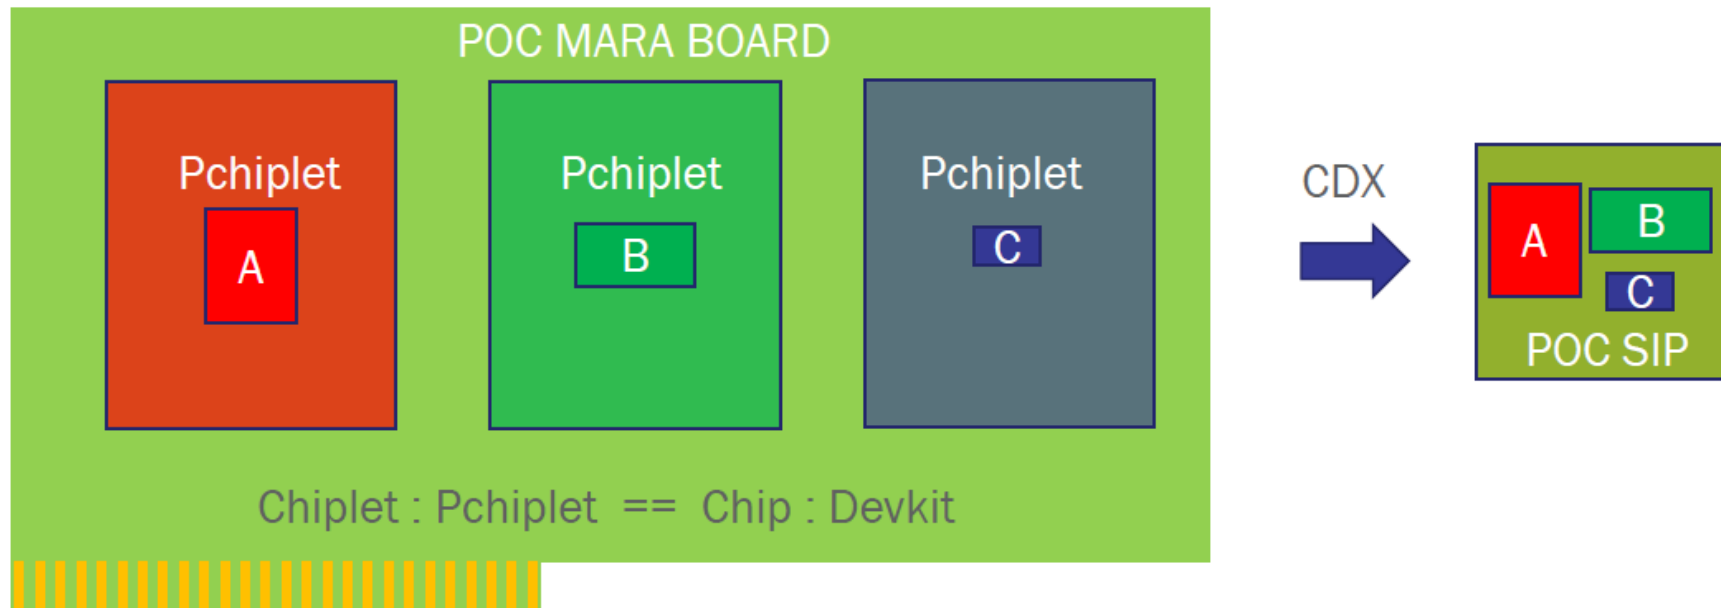 POC MARA BOARD
Pchiplet
A
Pchiplet
B
Pchiplet
C
Chiplet : Pchiplet == Chip : Devkit
CDX
A
B
C
POC SIP